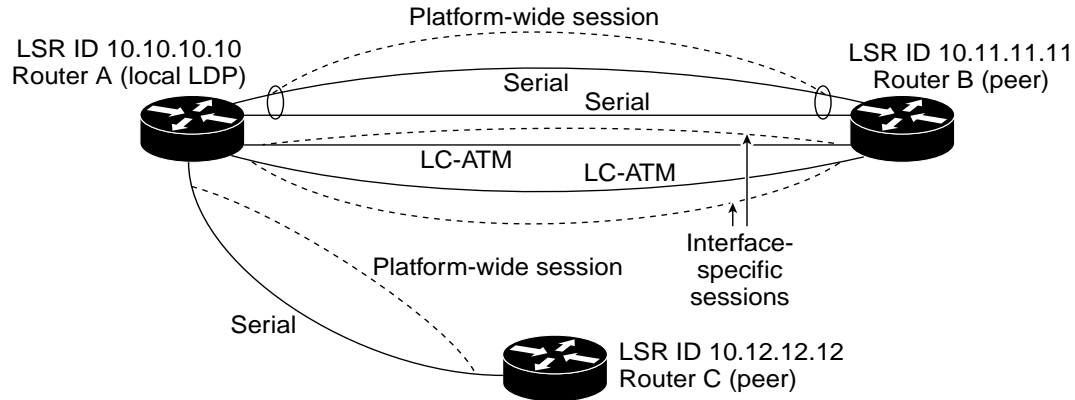 Platform-wide session
LSR ID 10.10.10.10
Router A (local LDP)
LSR ID 10.11.11.11
Router B (peer)
Serial
Serial
LC-ATM
LC-ATM
Interface-
specific
sessions
Platform-wide session
Serial
LSR ID 10.12.12.12
Router C (peer)